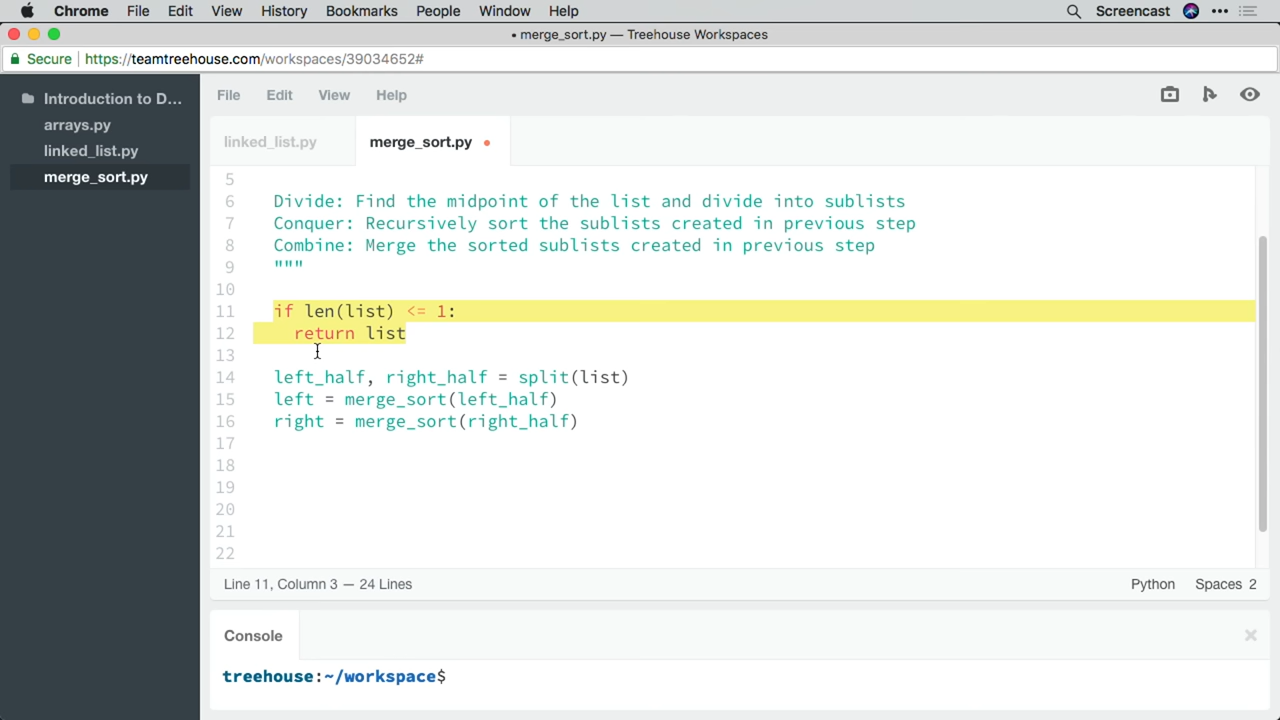 Chrome File Edit View History Bookmarks People Window Help Screencast
• merge_sort.py — Treehouse Workspaces
Secure https://teamtreehouse.com/workspaces/39034652#
Introduction to D...
arrays.py
linked_list.py
merge_sort.py
File Edit View Help
linked_list.py merge_sort.py
5
6 Divide: Find the midpoint of the list and divide into sublists
7 Conquer: Recursively sort the sublists created in previous step
8 Combine: Merge the sorted sublists created in previous step
9 """
10
11 if len(list) <= 1:
12 return list
13
14 left_half, right_half = split(list)
15 left = merge_sort(left_half)
16 right = merge_sort(right_half)
17
18
19
20
21
22
Line 11, Column 3 — 24 Lines Python Spaces 2
Console
treehouse:~/workspace$